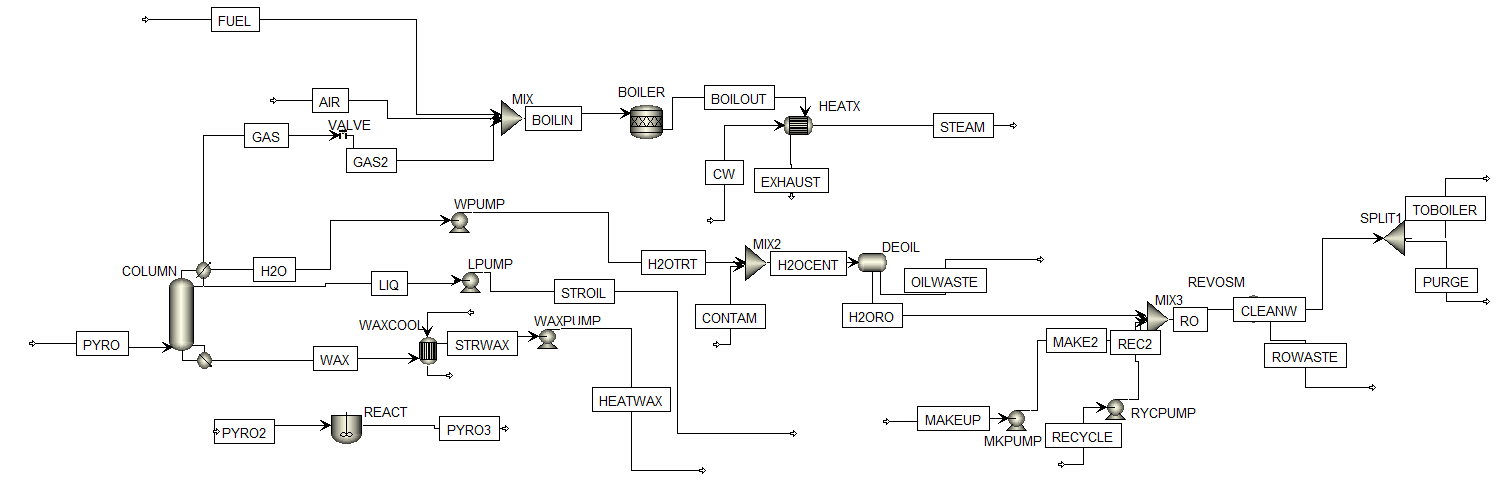 FUEL
BOILER
BOILOUT
AIR
MIX
HEATX
BOILIN
VALVE
STEAM
GAS
GAS2
CW
EXHAUST
WPUMP
TOBOILER
SPLIT1
MIX2
DEOIL
COLUMN
H2O
LPUMP
H2OTRT
H2OCENT
LIQ
STROIL
OILWASTE
REVOSM
PURGE
MIX3
CLEANW
CONTAM
H2ORO
RO
WAXCOOL
WAXPUMP
PYRO
STRWAX
MAKE2
REC2
WAX
ROWASTE
HEATWAX
REACT
RYCPUMP
PYRO2
PYRO3
MAKEUP
MKPUMP
RECYCLE